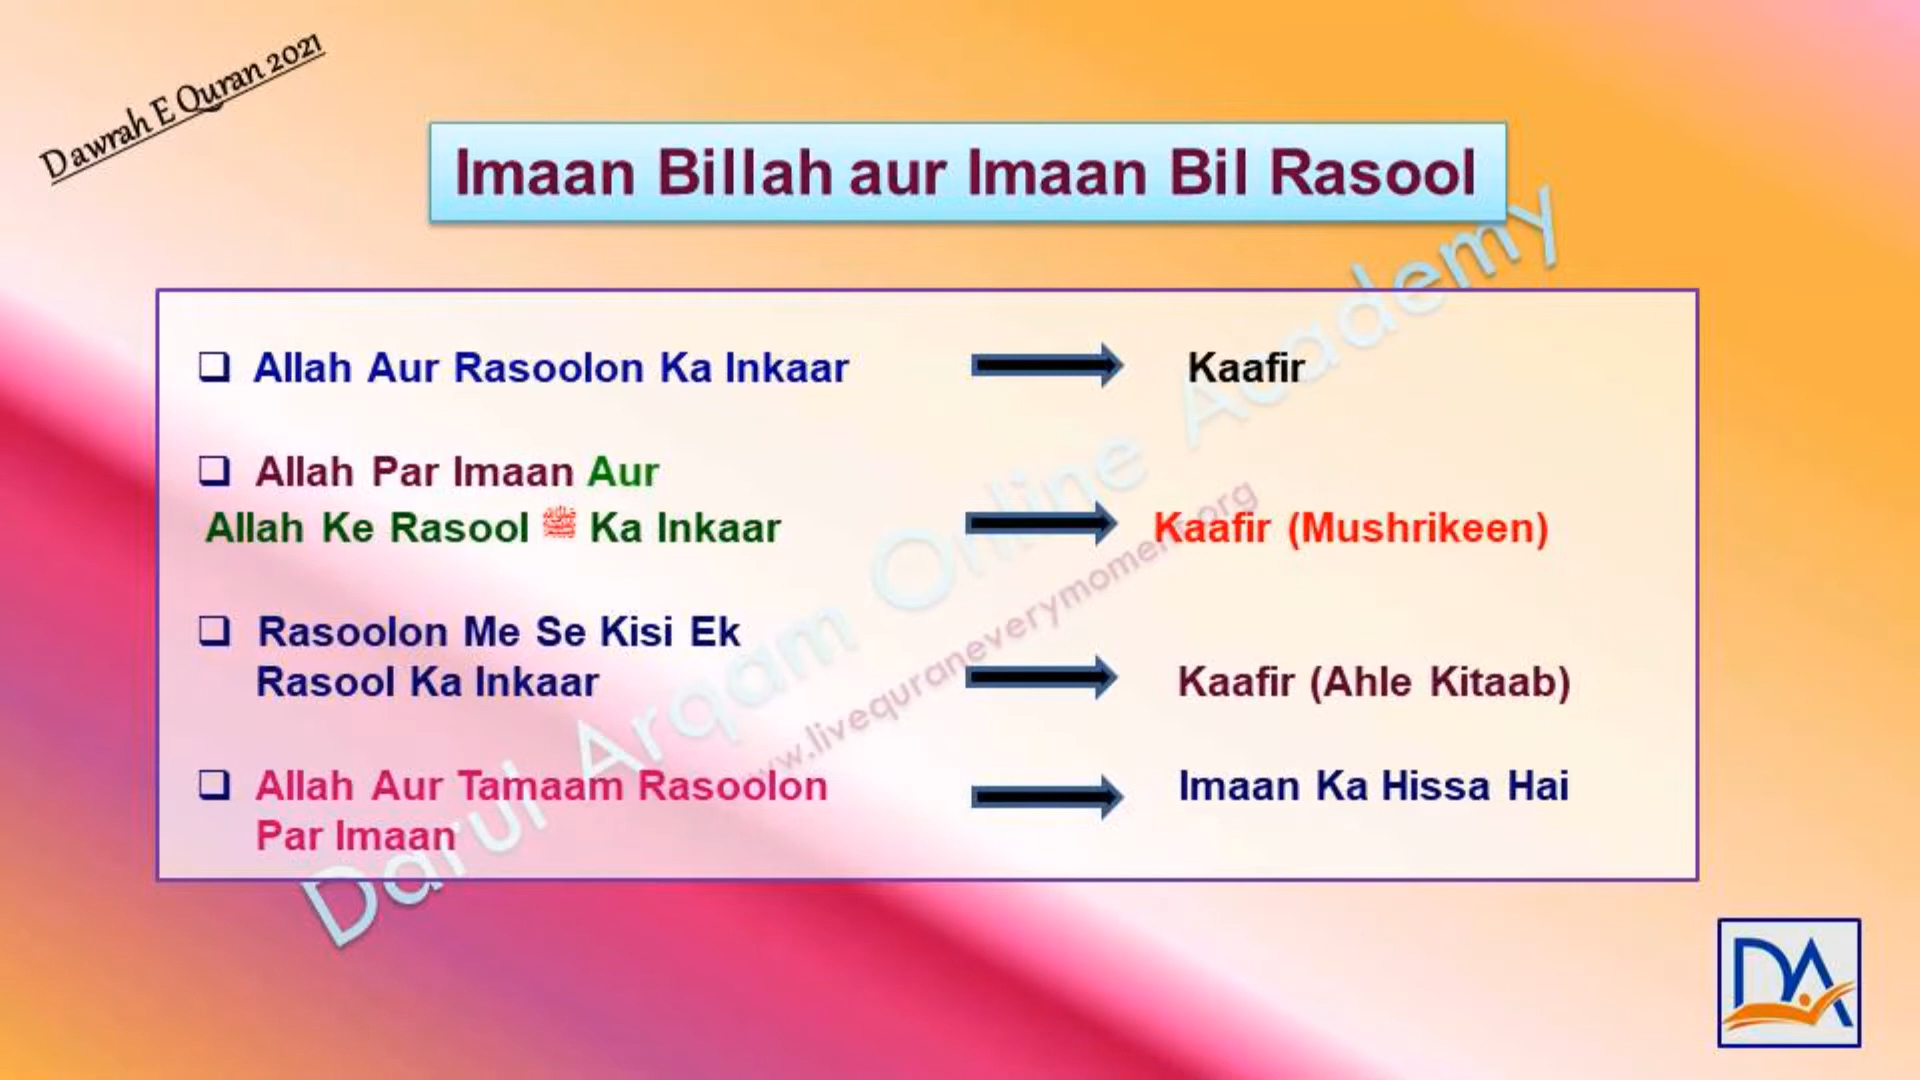 Dawrah E Quran 2021
Imaan Billah aur Imaan Bil Rasool
Allah Aur Rasoolon Ka Inkaar
Kaafir
Allah Par Imaan Aur
Allah Ke Rasool ﷺ Ka Inkaar
Kaafir (Mushrikeen)
Rasoolon Me Se Kisi Ek
Rasool Ka Inkaar
Kaafir (Ahle Kitaab)
Allah Aur Tamaam Rasoolon
Par Imaan
Imaan Ka Hissa Hai
Darul Arqam Online Academy
www.livequraneverymoment.org
DA